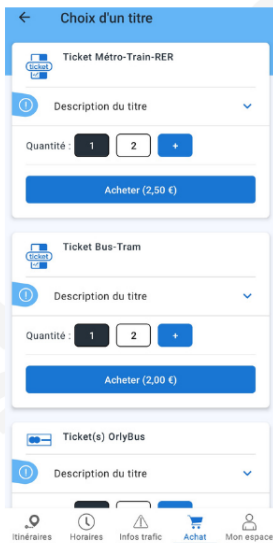 ← Choix d'un titre
ticket
Ticket Métro-Train-RER
Description du titre
Quantité : 1 2 +
Acheter (2,50 €)
ticket
Ticket Bus-Tram
Description du titre
Quantité : 1 2 +
Acheter (2,00 €)
Ticket(s) OrlyBus
Description du titre
Itinéraires Horaires Infos trafic Achat Mon espace